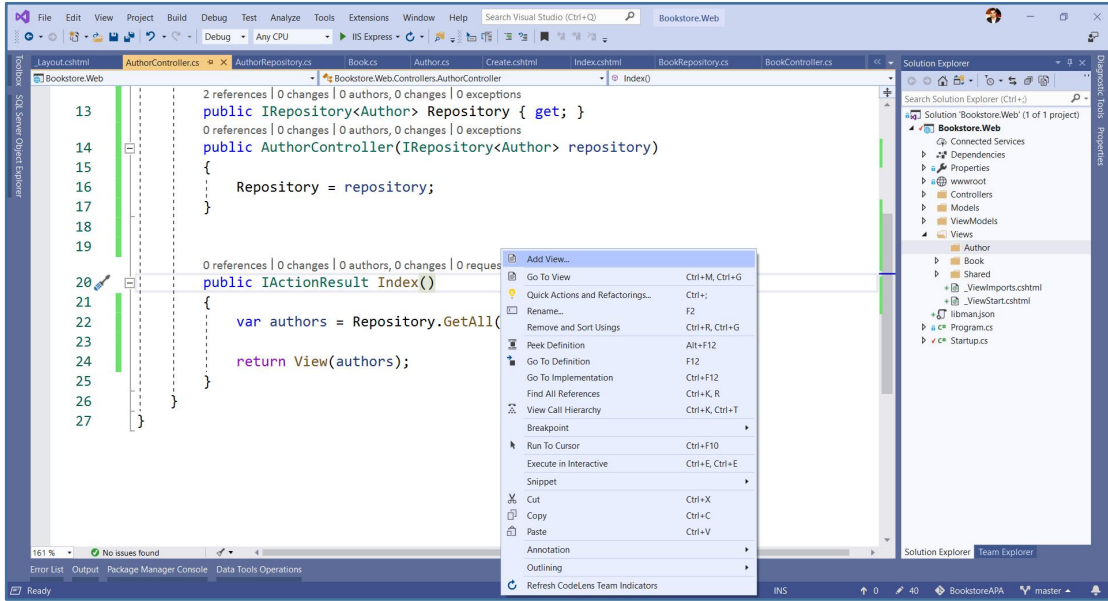 File Edit View Project Build Debug Test Analyze Tools Extensions Window Help Search Visual Studio (Ctrl+Q) Bookstore.Web
Debug Any CPU IIS Express
_Layout.cshtml AuthorController.cs AuthorRepository.cs Book.cs Author.cs Create.cshtml Index.cshtml BookRepository.cs BookController.cs
Bookstore.Web Bookstore.Web.Controllers.AuthorController Index()
Toolbox
SQL Server Object Explorer
2 references | 0 changes | 0 authors, 0 changes | 0 exceptions
13 public IRepository<Author> Repository { get; }
0 references | 0 changes | 0 authors, 0 changes | 0 exceptions
14 public AuthorController(IRepository<Author> repository)
15 {
16 Repository = repository;
17 }
18
19
0 references | 0 changes | 0 authors, 0 changes | 0 reques
20 public IActionResult Index()
21 {
22 var authors = Repository.GetAll(
23
24 return View(authors);
25 }
26 }
27 }
Add View...
Go To View Ctrl+M, Ctrl+G
Quick Actions and Refactorings... Ctrl+;
Rename... F2
Remove and Sort Usings Ctrl+R, Ctrl+G
Peek Definition Alt+F12
Go To Definition F12
Go To Implementation Ctrl+F12
Find All References Ctrl+K, R
View Call Hierarchy Ctrl+K, Ctrl+T
Breakpoint
Run To Cursor Ctrl+F10
Execute in Interactive Ctrl+E, Ctrl+E
Snippet
Cut Ctrl+X
Copy Ctrl+C
Paste Ctrl+V
Annotation
Outlining
Refresh CodeLens Team Indicators
Solution Explorer
Search Solution Explorer (Ctrl+;)
Solution 'Bookstore.Web' (1 of 1 project)
Bookstore.Web
Connected Services
Dependencies
Properties
wwwroot
Controllers
Models
ViewModels
Views
Author
Book
Shared
_ViewImports.cshtml
_ViewStart.cshtml
libman.json
C# Program.cs
C# Startup.cs
Solution Explorer Team Explorer
Diagnostic Tools
Properties
161 % No issues found
Error List Output Package Manager Console Data Tools Operations
Ready INS 0 40 BookstoreAPA master